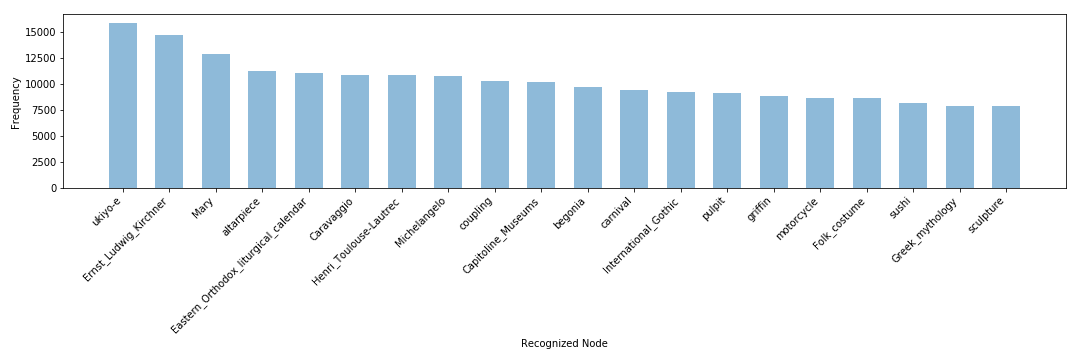 15000
12500
10000
7500
5000
2500
0
Frequency
ukiyo-e
Ernst_Ludwig_Kirchner
Mary
altarpiece
Eastern_Orthodox_liturgical_calendar
Caravaggio
Henri_Toulouse-Lautrec
Michelangelo
coupling
Capitoline_Museums
begonia
carnival
International_Gothic
pulpit
griffin
motorcycle
Folk_costume
sushi
Greek_mythology
sculpture
Recognized Node